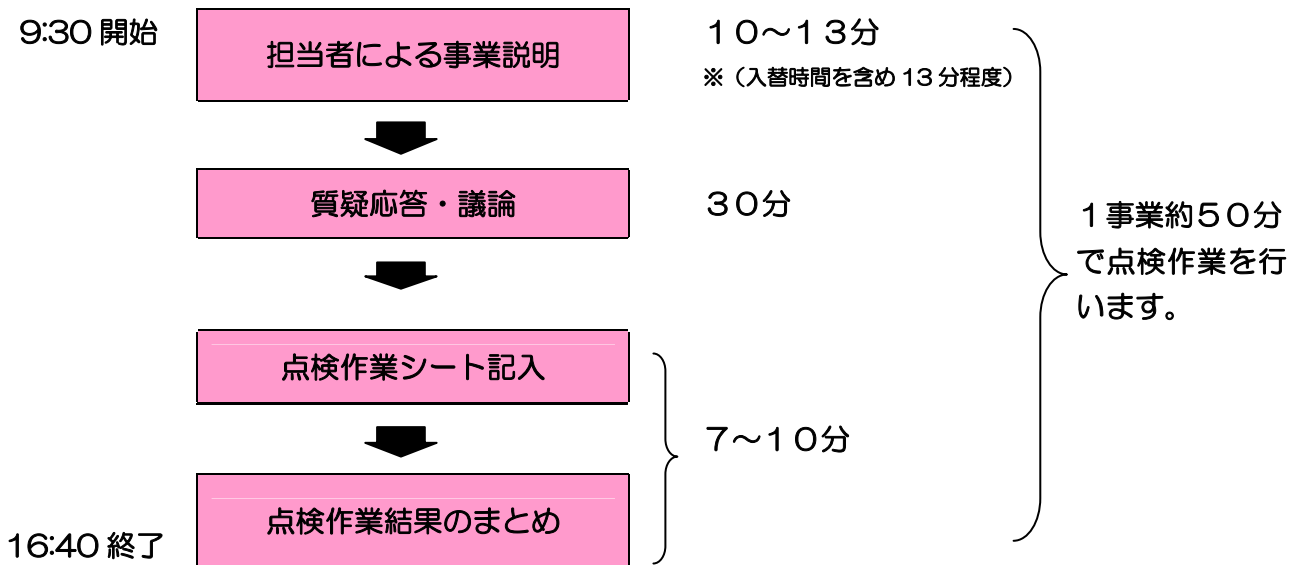 9:30 開始
担当者による事業説明
１０～１３分
※（入替時間を含め 13 分程度）
質疑応答・議論
３０分
１事業約５０分
で点検作業を行
います。
点検作業シート記入
７～１０分
点検作業結果のまとめ
16:40 終了